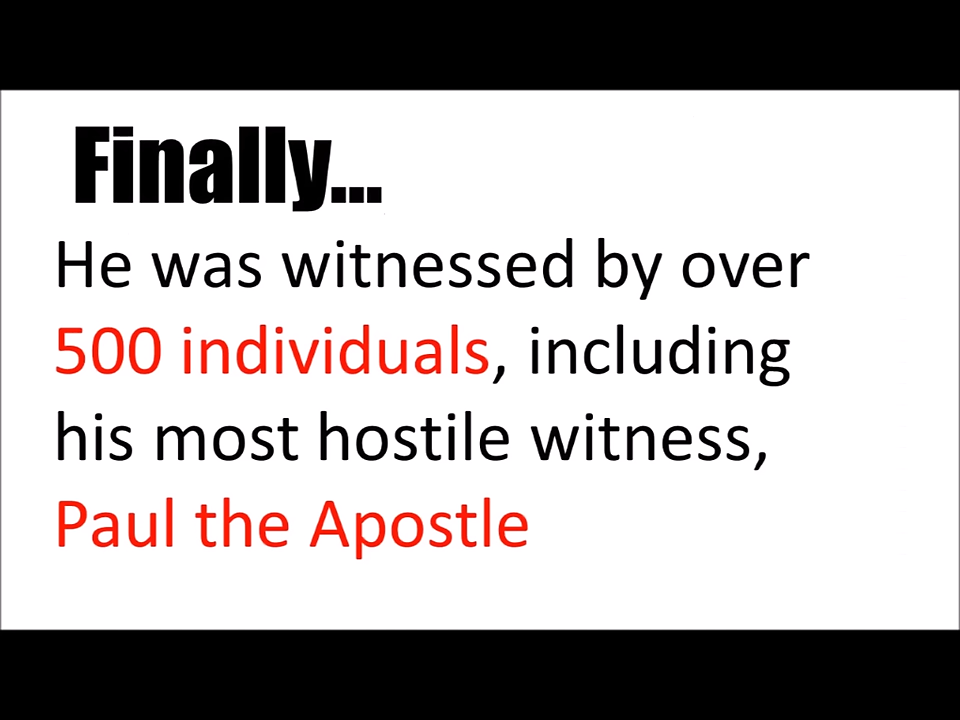 Finally...
He was witnessed by over
500 individuals, including
his most hostile witness,
Paul the Apostle